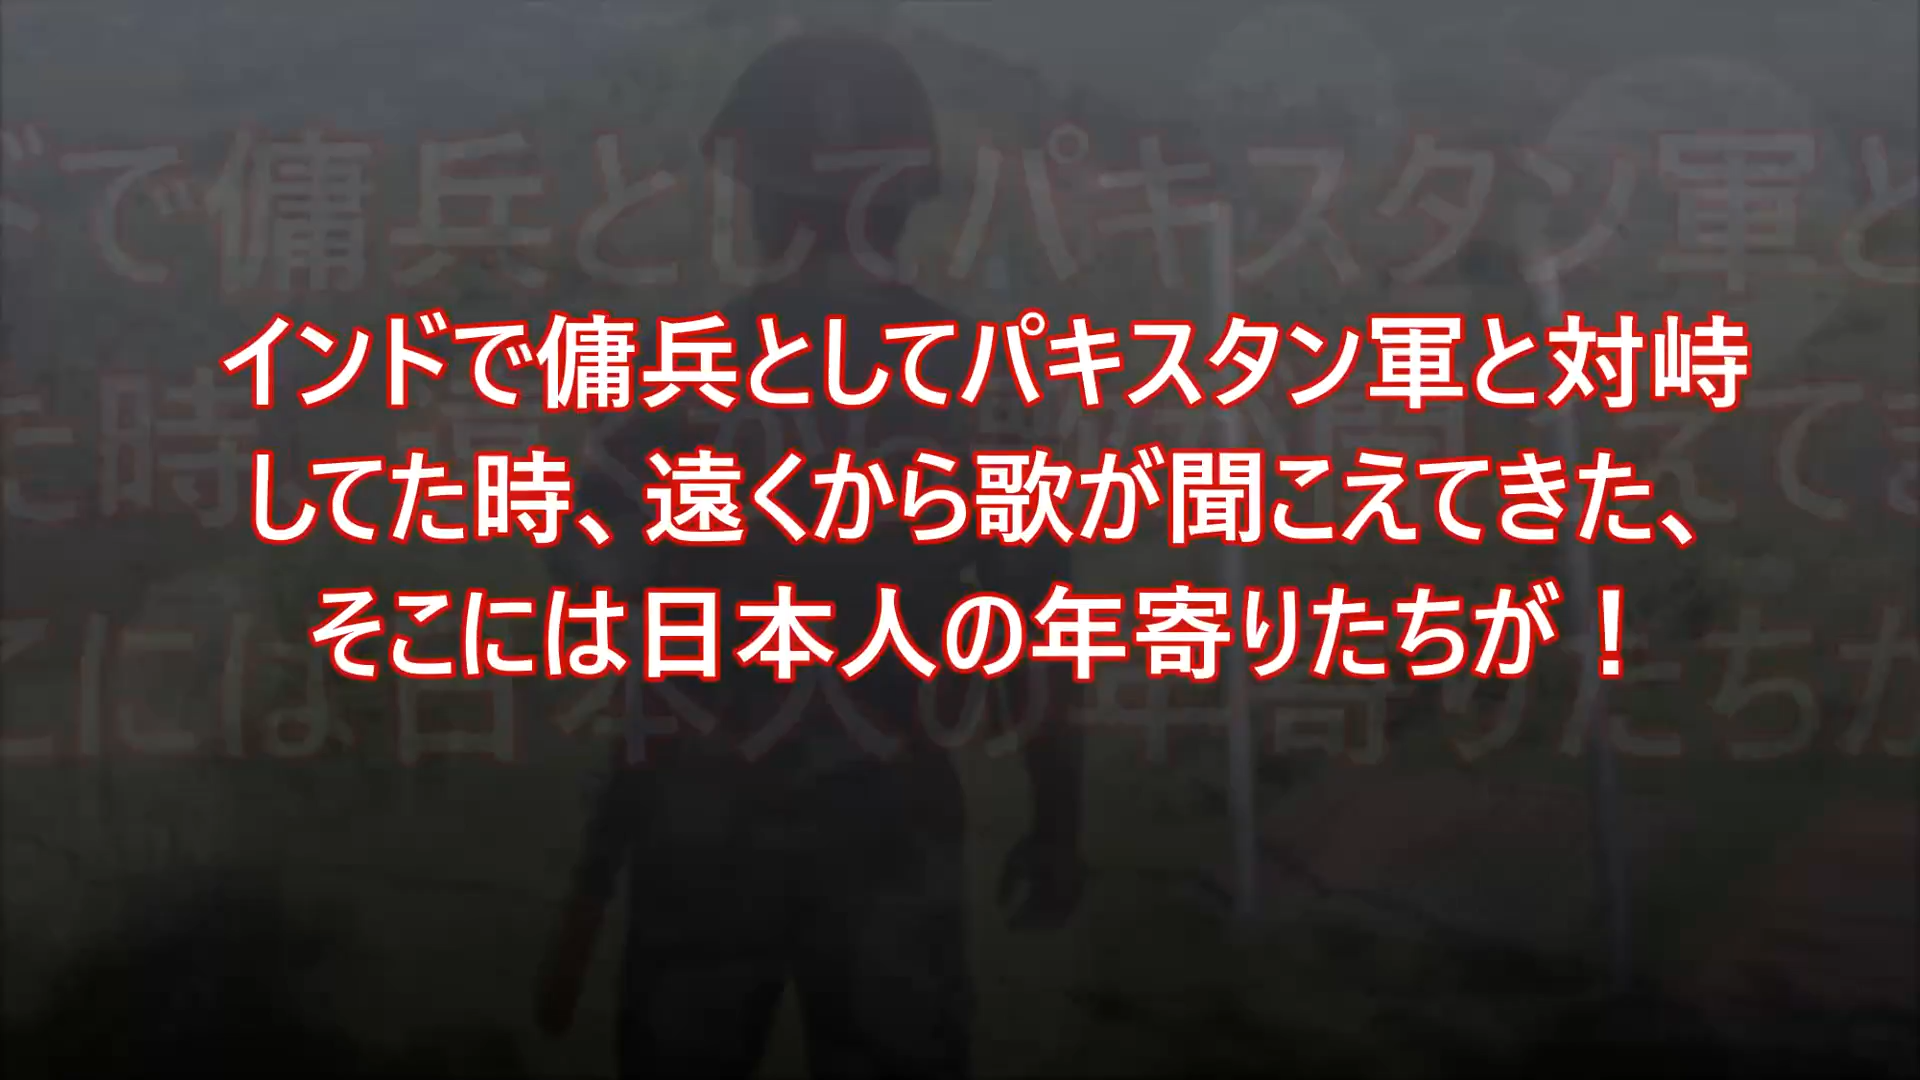 インドで傭兵としてパキスタン軍と対峙
してた時、遠くから歌が聞こえてきた、
そこには日本人の年寄りたちが！